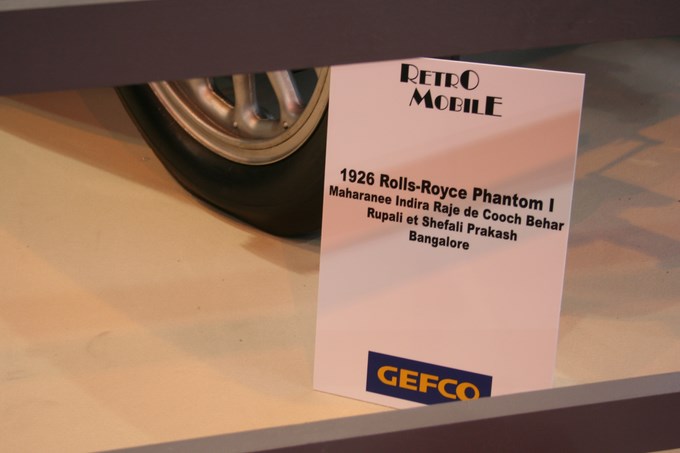 RETRO
MOBILE
1926 Rolls-Royce Phantom I
Maharanee Indira Raje de Cooch Behar
Rupali et Shefali Prakash
Bangalore
GEFCO